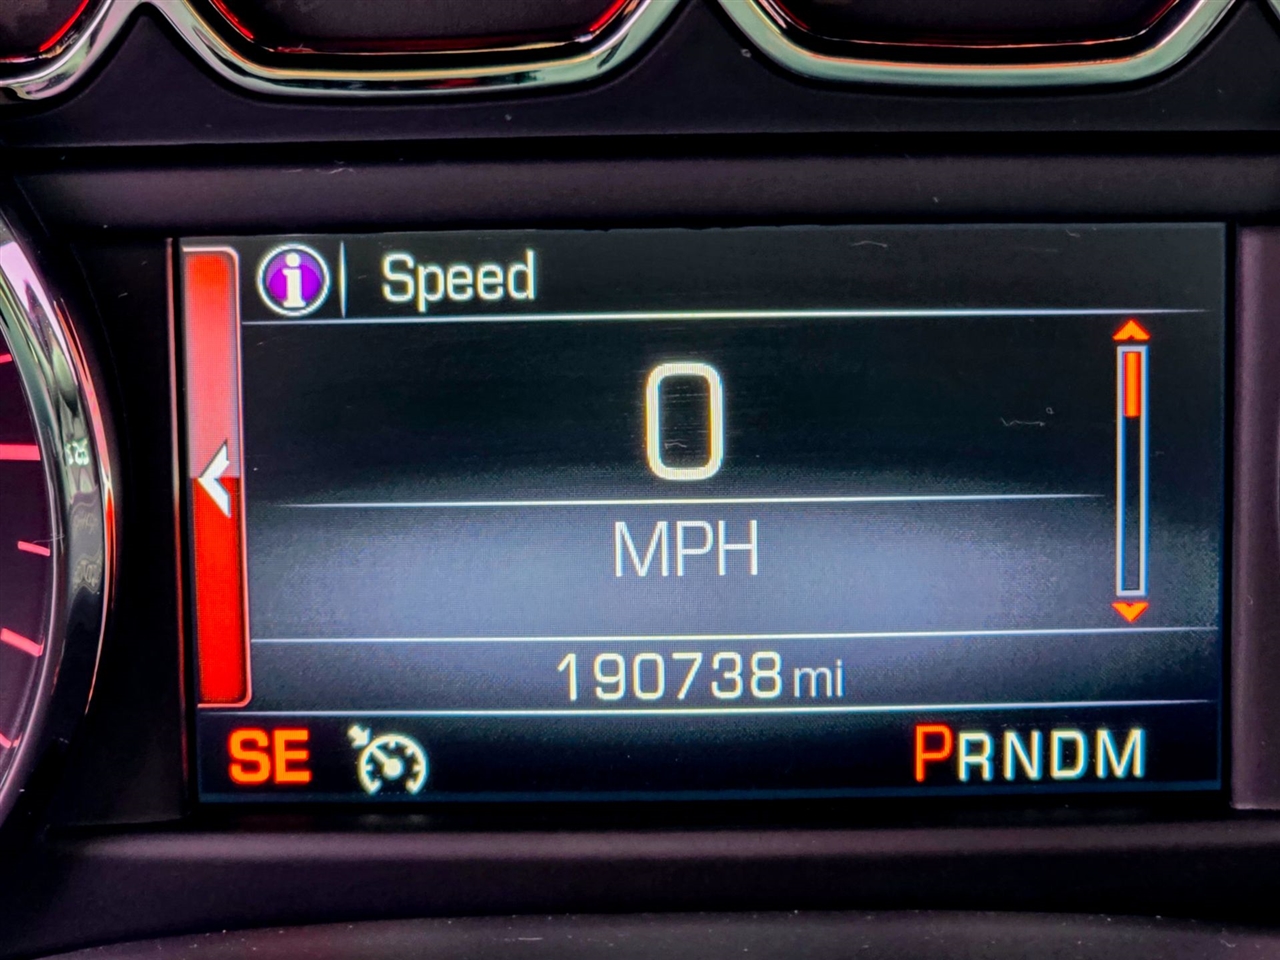 i Speed
0
MPH
190738 mi
SE PRNDM